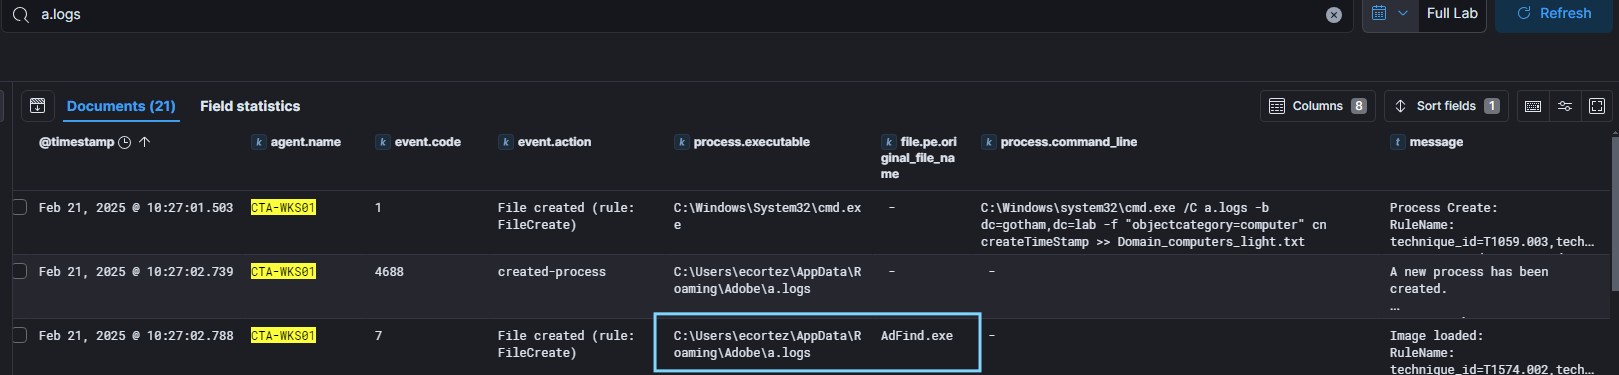 a.logs
Full Lab
Refresh
Documents (21)
Field statistics
Columns 8
Sort fields 1
@timestamp
k agent.name
k event.code
k event.action
k process.executable
k file.pe.ori
ginal_file_na
me
k process.command_line
t message
Feb 21, 2025 @ 10:27:01.503
CTA-WKS01
1
File created (rule:
FileCreate)
C:\Windows\System32\cmd.ex
e
-
C:\Windows\system32\cmd.exe /C a.logs -b
dc=gotham,dc=lab -f "objectcategory=computer" cn
createTimeStamp >> Domain_computers_light.txt
Process Create:
RuleName:
technique_id=T1059.003,tech…
Feb 21, 2025 @ 10:27:02.739
CTA-WKS01
4688
created-process
C:\Users\ecortez\AppData\R
oaming\Adobe\a.logs
-
-
A new process has been
created.
…
Feb 21, 2025 @ 10:27:02.788
CTA-WKS01
7
File created (rule:
FileCreate)
C:\Users\ecortez\AppData\R
oaming\Adobe\a.logs
AdFind.exe
-
Image loaded:
RuleName:
technique_id=T1574.002,tech…